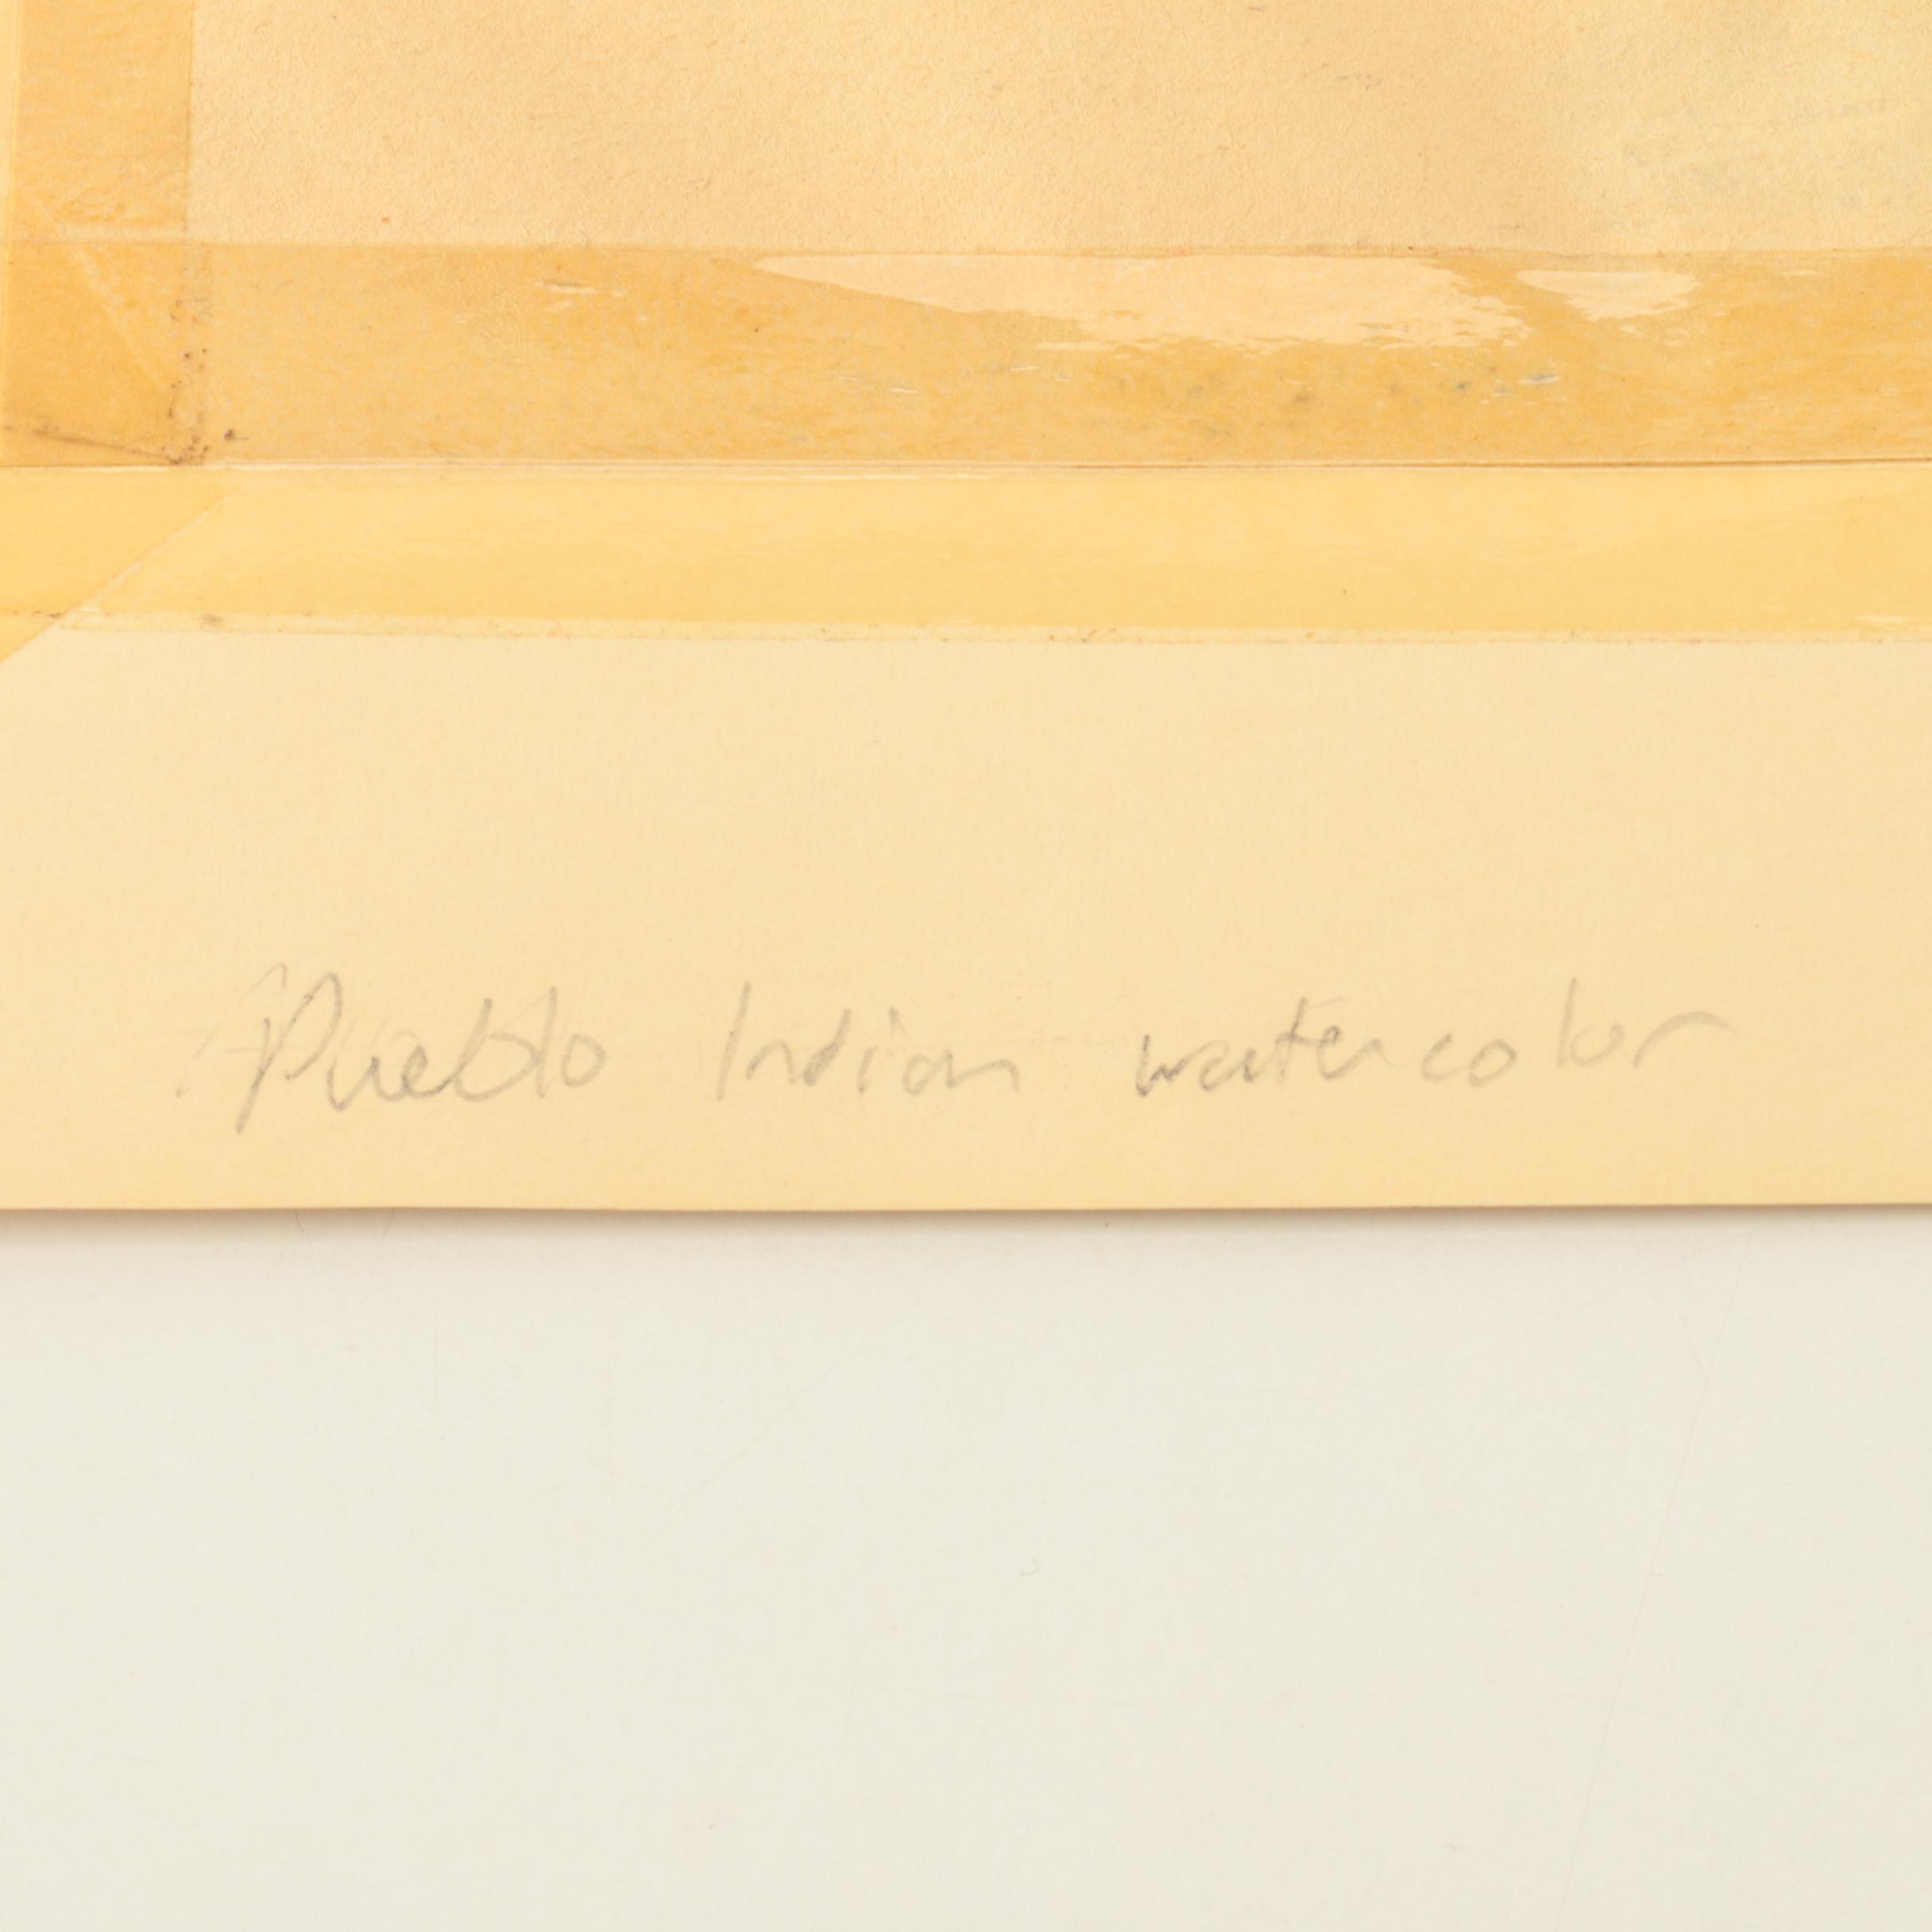 Pueblo Indian watercolor